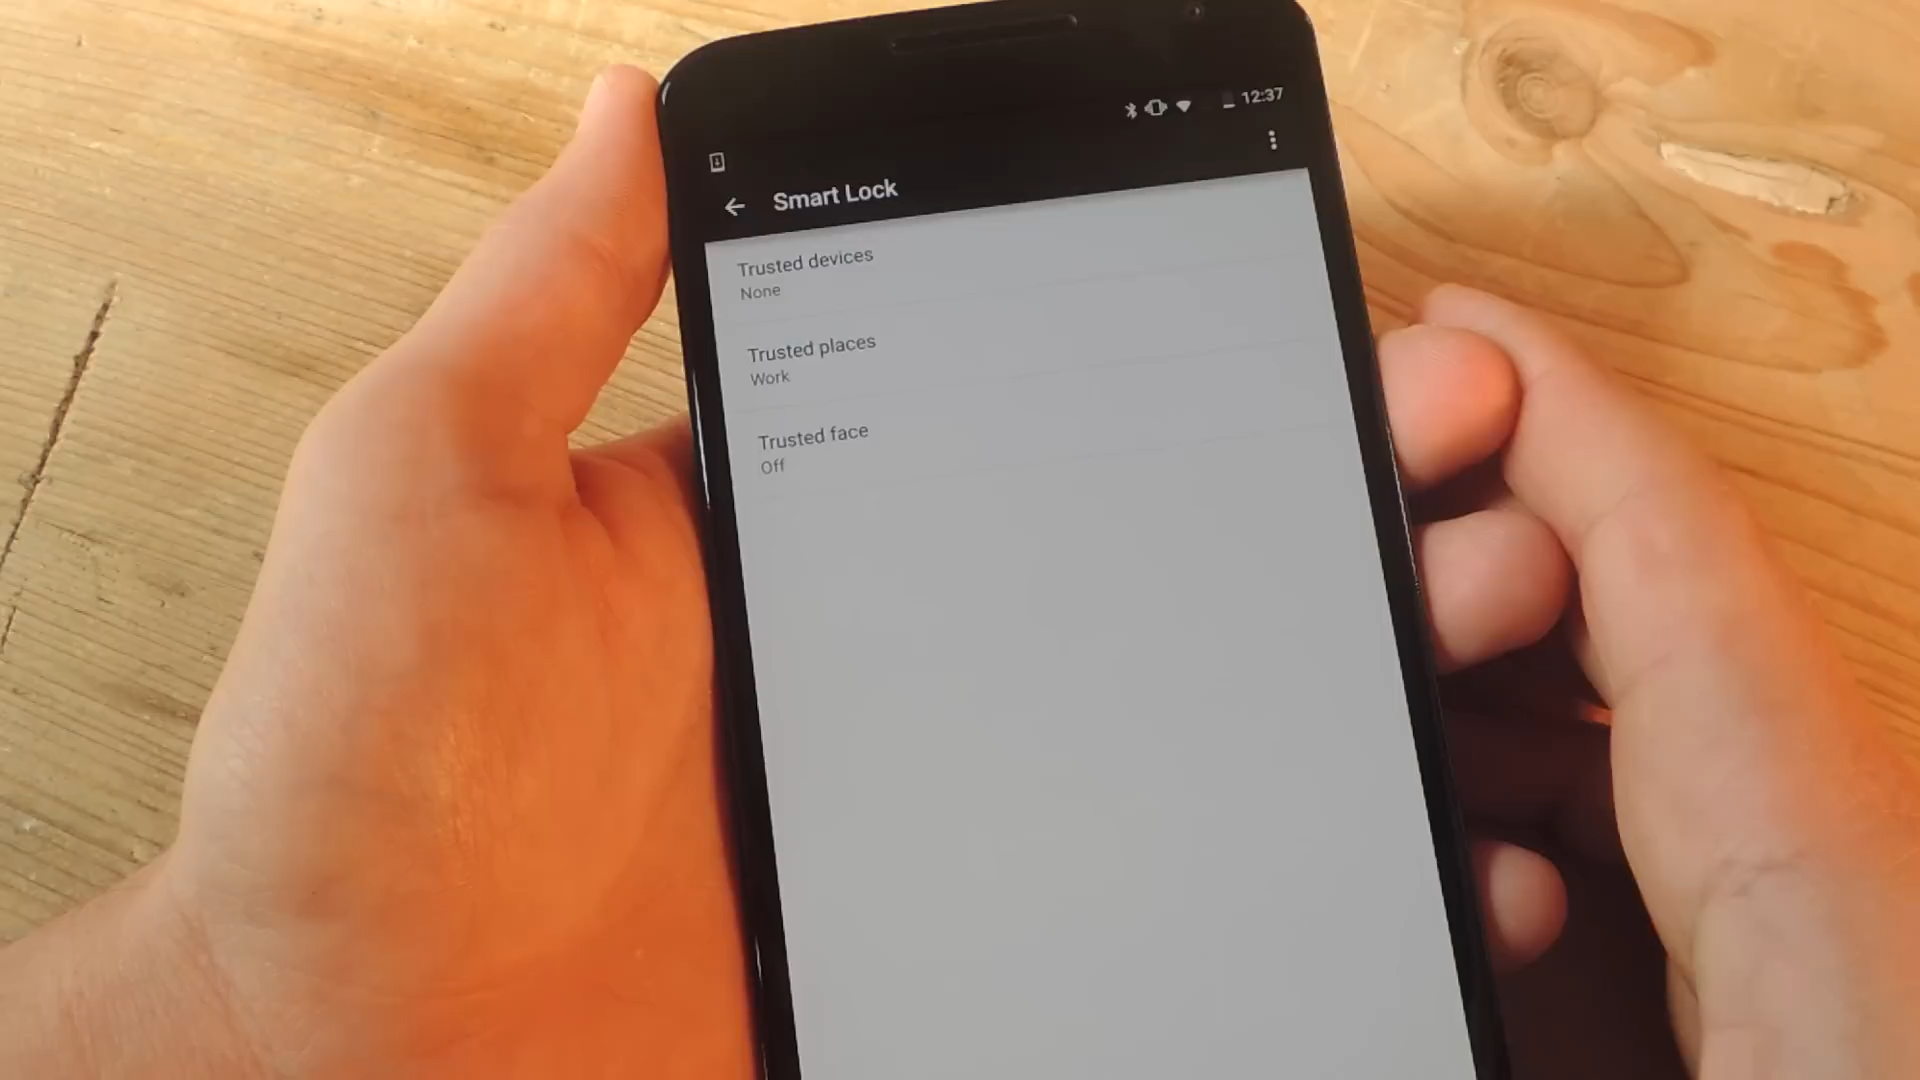 12:37
Smart Lock
Trusted devices
None
Trusted places
Work
Trusted face
Off